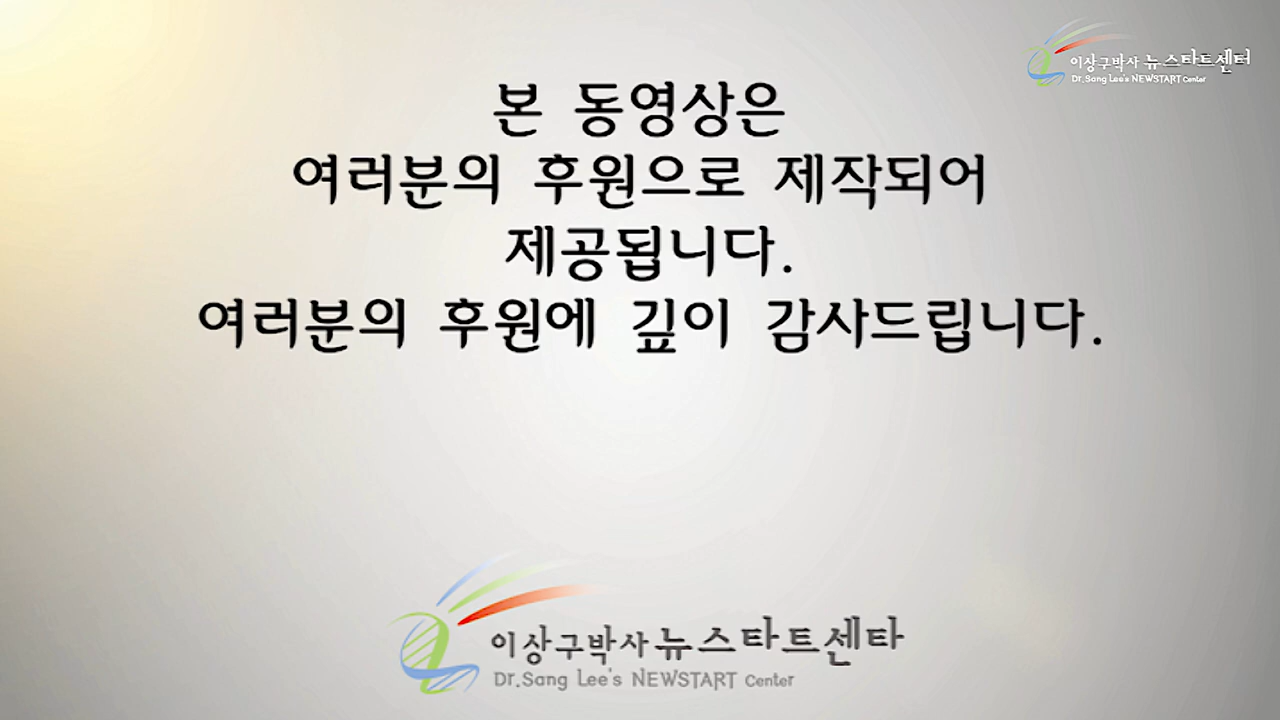 이상구박사 뉴스타트센터
Dr.Sang Lee's NEWSTART Center
본 동영상은
여러분의 후원으로 제작되어
제공됩니다.
여러분의 후원에 깊이 감사드립니다.
이상구박사 뉴스타트센타
Dr.Sang Lee's NEWSTART Center